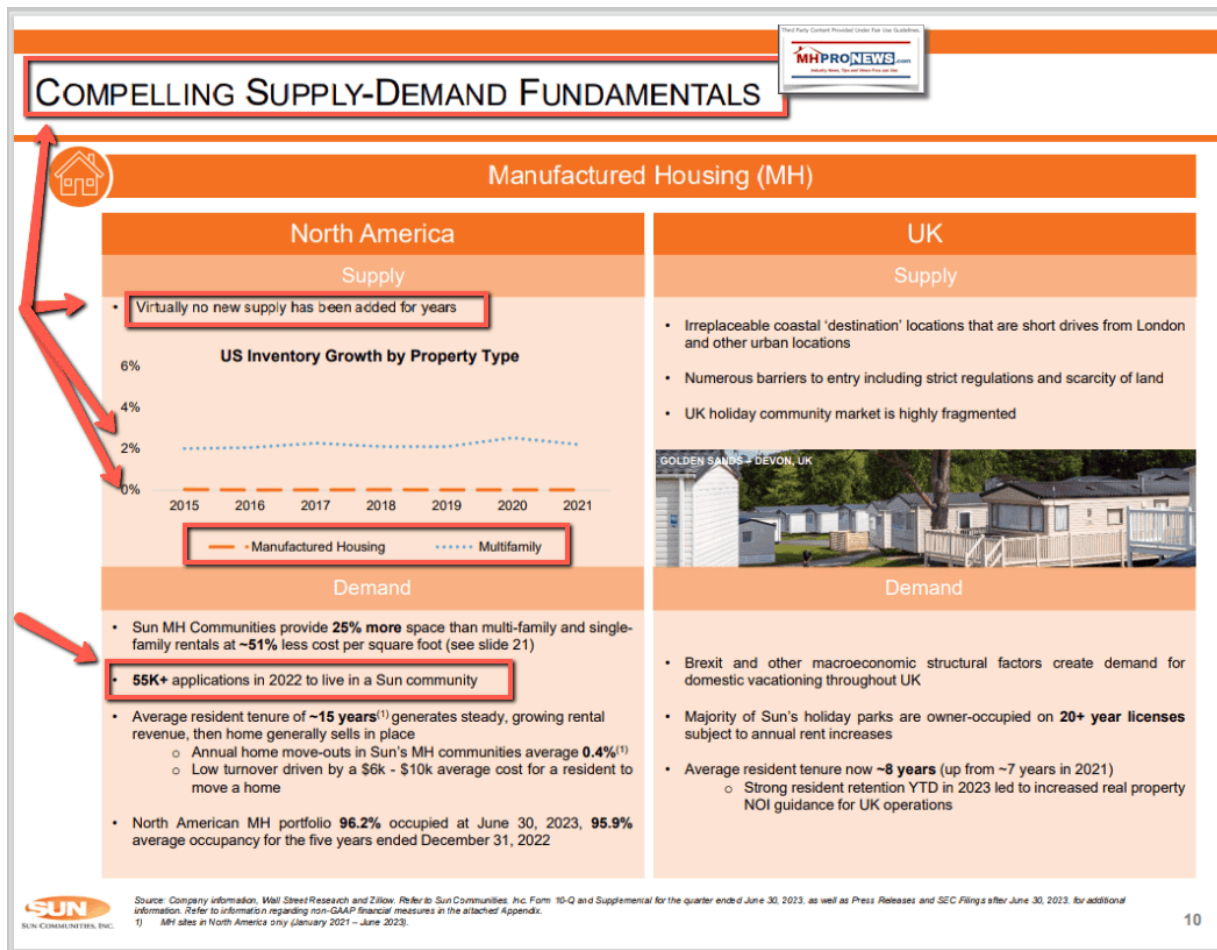 Third Party Content Provided Under Fair Use Guidelines.
MHPRONEWS.com
Industry News, Tips and Views Pros can Use
COMPELLING SUPPLY-DEMAND FUNDAMENTALS
Manufactured Housing (MH)
North America
Supply
• Virtually no new supply has been added for years
US Inventory Growth by Property Type
6%
4%
2%
0%
2015 2016 2017 2018 2019 2020 2021
Manufactured Housing Multifamily
Demand
• Sun MH Communities provide 25% more space than multi-family and single-
family rentals at ~51% less cost per square foot (see slide 21)
• 55K+ applications in 2022 to live in a Sun community
• Average resident tenure of ~15 years(1) generates steady, growing rental
revenue, then home generally sells in place
o Annual home move-outs in Sun's MH communities average 0.4%(1)
o Low turnover driven by a $6k - $10k average cost for a resident to
move a home
• North American MH portfolio 96.2% occupied at June 30, 2023, 95.9%
average occupancy for the five years ended December 31, 2022
UK
Supply
• Irreplaceable coastal 'destination' locations that are short drives from London
and other urban locations
• Numerous barriers to entry including strict regulations and scarcity of land
• UK holiday community market is highly fragmented
GOLDEN SANDS – DEVON, UK
Demand
• Brexit and other macroeconomic structural factors create demand for
domestic vacationing throughout UK
• Majority of Sun's holiday parks are owner-occupied on 20+ year licenses
subject to annual rent increases
• Average resident tenure now ~8 years (up from ~7 years in 2021)
o Strong resident retention YTD in 2023 led to increased real property
NOI guidance for UK operations
SUN
SUN COMMUNITIES, INC.
Source: Company information, Wall Street Research and Zillow. Refer to Sun Communities, Inc. Form 10-Q and Supplemental for the quarter ended June 30, 2023, as well as Press Releases and SEC Filings after June 30, 2023, for additional
information. Refer to information regarding non-GAAP financial measures in the attached Appendix.
1) MH sites in North America only (January 2021 – June 2023).
10